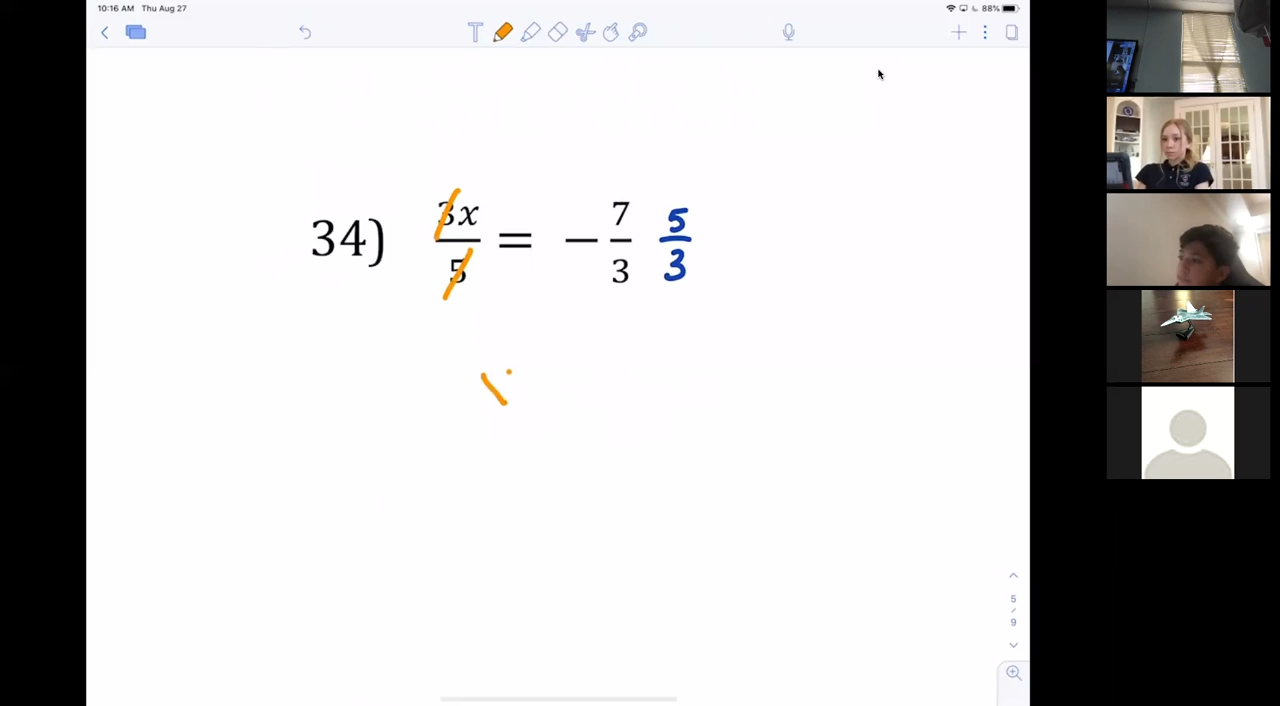 10:16 AM Thu Aug 27
88%
34) 3x/5 = − 7/3 5/3
5
/
9